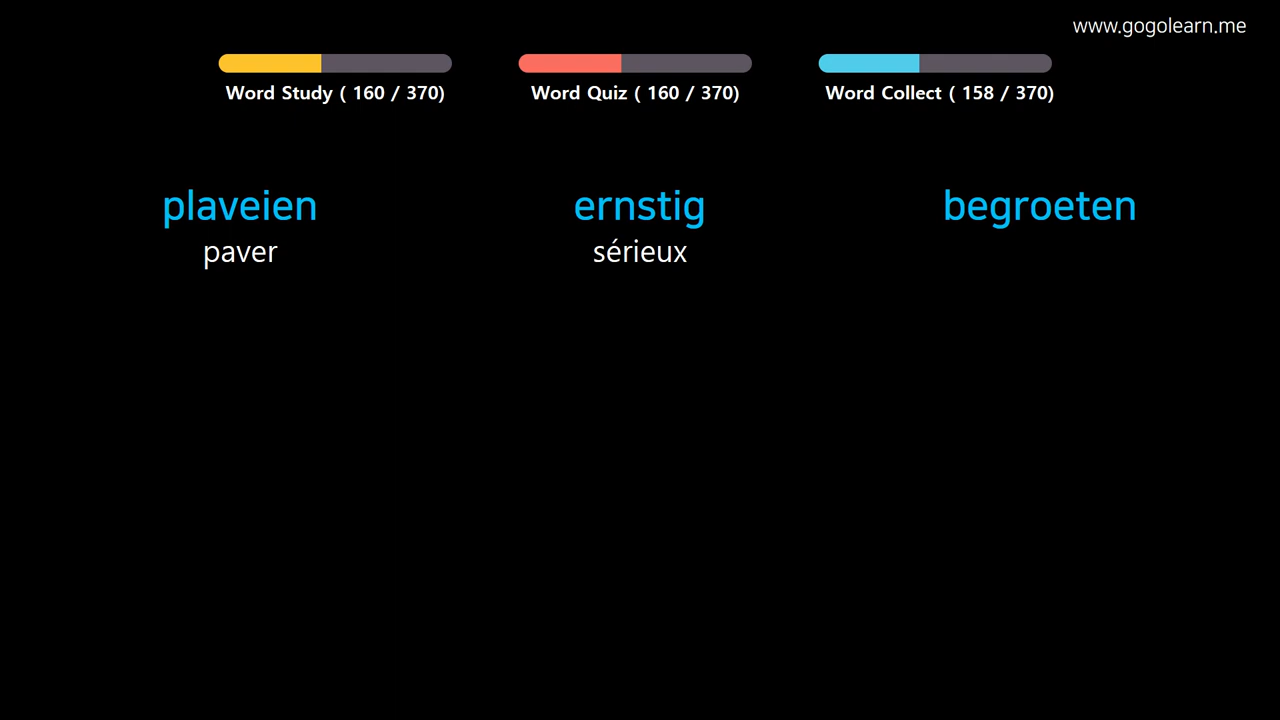 www.gogolearn.me
Word Study ( 160 / 370)
Word Quiz ( 160 / 370)
Word Collect ( 158 / 370)
plaveien
paver
ernstig
sérieux
begroeten